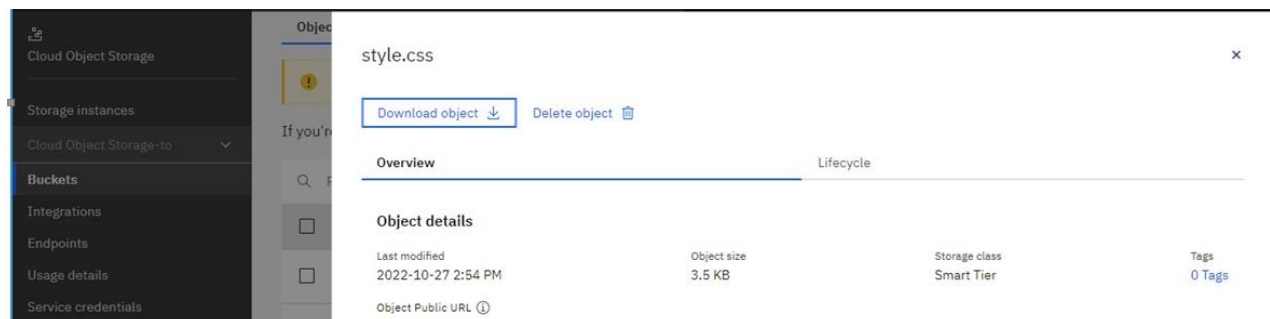 Cloud Object Storage
Storage instances
Cloud Object Storage-to
Buckets
Integrations
Endpoints
Usage details
Service credentials
Objec
If you're
style.css
Download object
Delete object
Overview
Lifecycle
Object details
Last modified
2022-10-27 2:54 PM
Object size
3.5 KB
Storage class
Smart Tier
Tags
0 Tags
Object Public URL